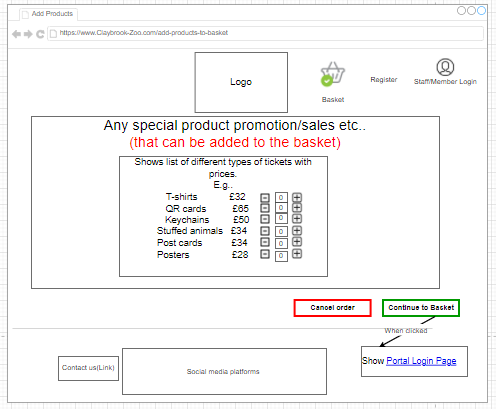 Add Products
https://www.Claybrook-Zoo.com/add-products-to-basket
Logo
Basket
Register
Staff/Member Login
Any special product promotion/sales etc..
(that can be added to the basket)
Shows list of different types of tickets with
prices.
E.g..
T-shirts £32 0
QR cards £65 0
Keychains £50 0
Stuffed animals £34 0
Post cards £34 0
Posters £28 0
Cancel order
Continue to Basket
When clicked
Show Portal Login Page
Contact us(Link)
Social media platforms